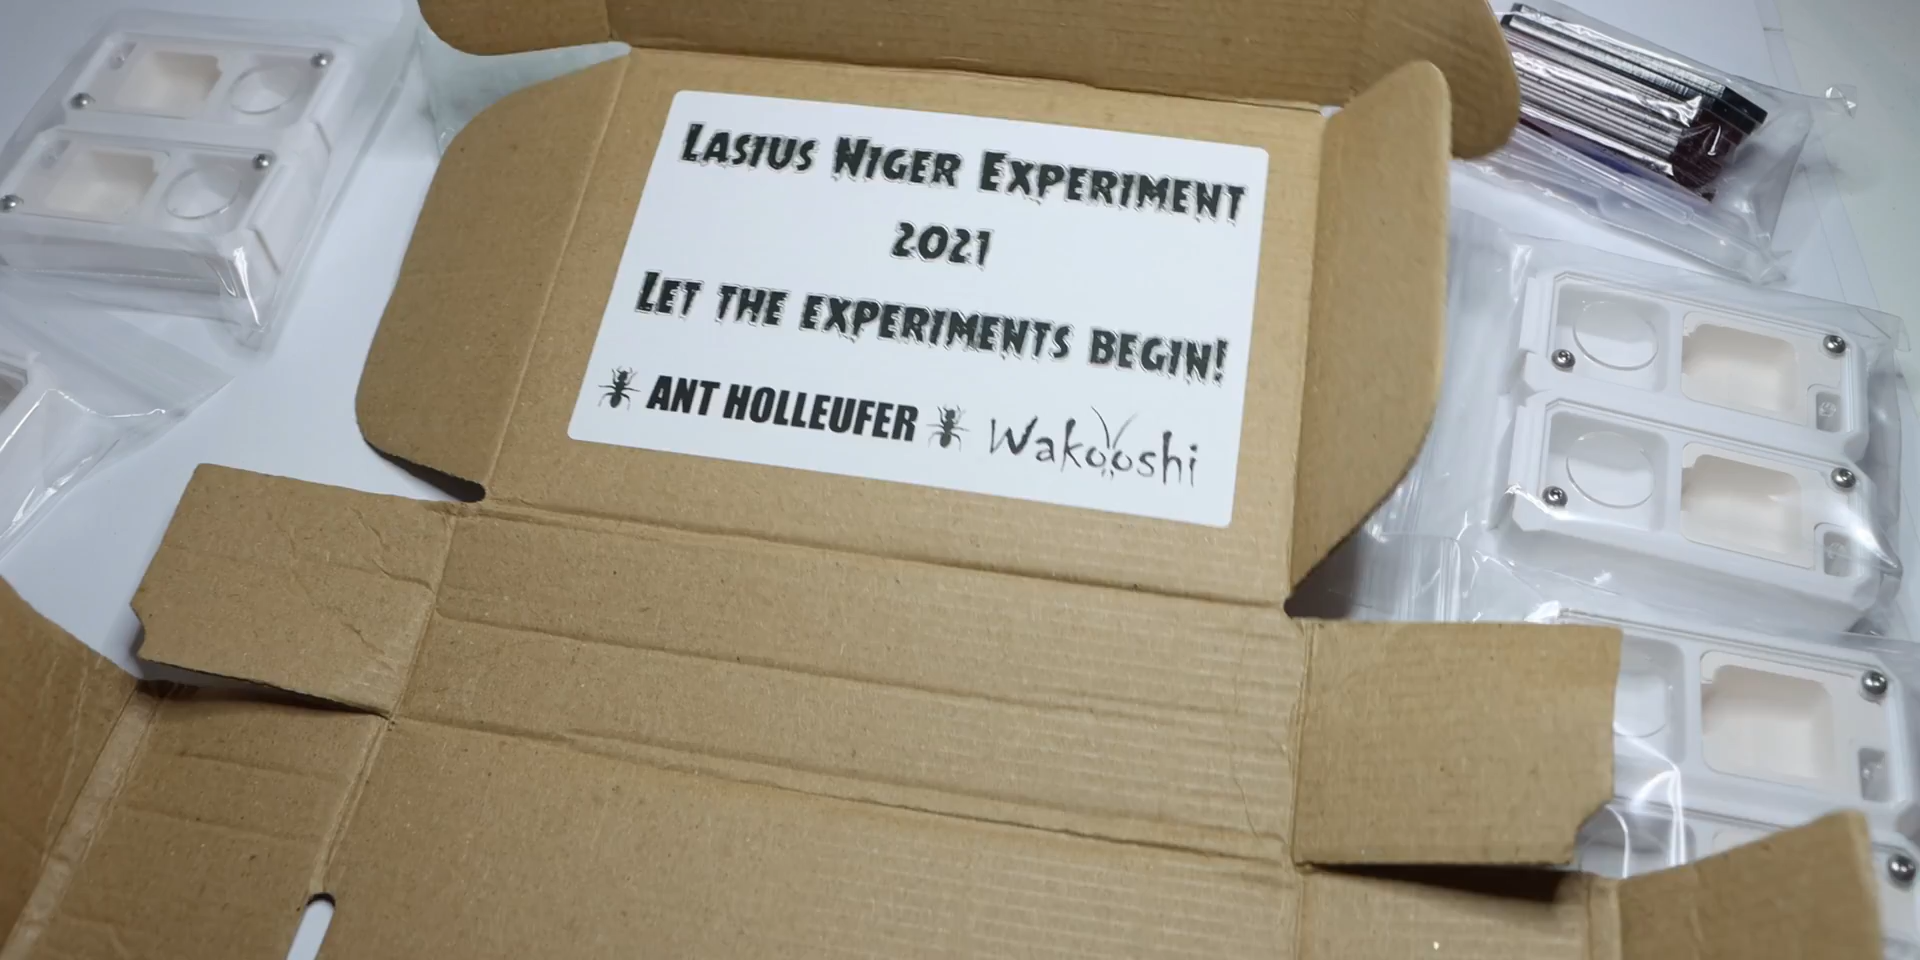 Lasius Niger Experiment
2021
Let the experiments begin!
ANT HOLLEUFER Wakooshi